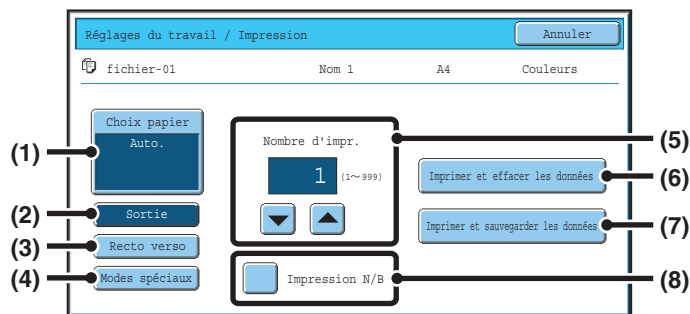 Réglages du travail / Impression
Annuler
fichier-01 Nom 1 A4 Couleurs
Choix papier
Auto.
(1)
Sortie
(2)
Recto verso
(3)
Modes spéciaux
(4)
Nombre d'impr.
1 (1~999)
(5)
Imprimer et effacer les données
(6)
Imprimer et sauvegarder les données
(7)
Impression N/B
(8)